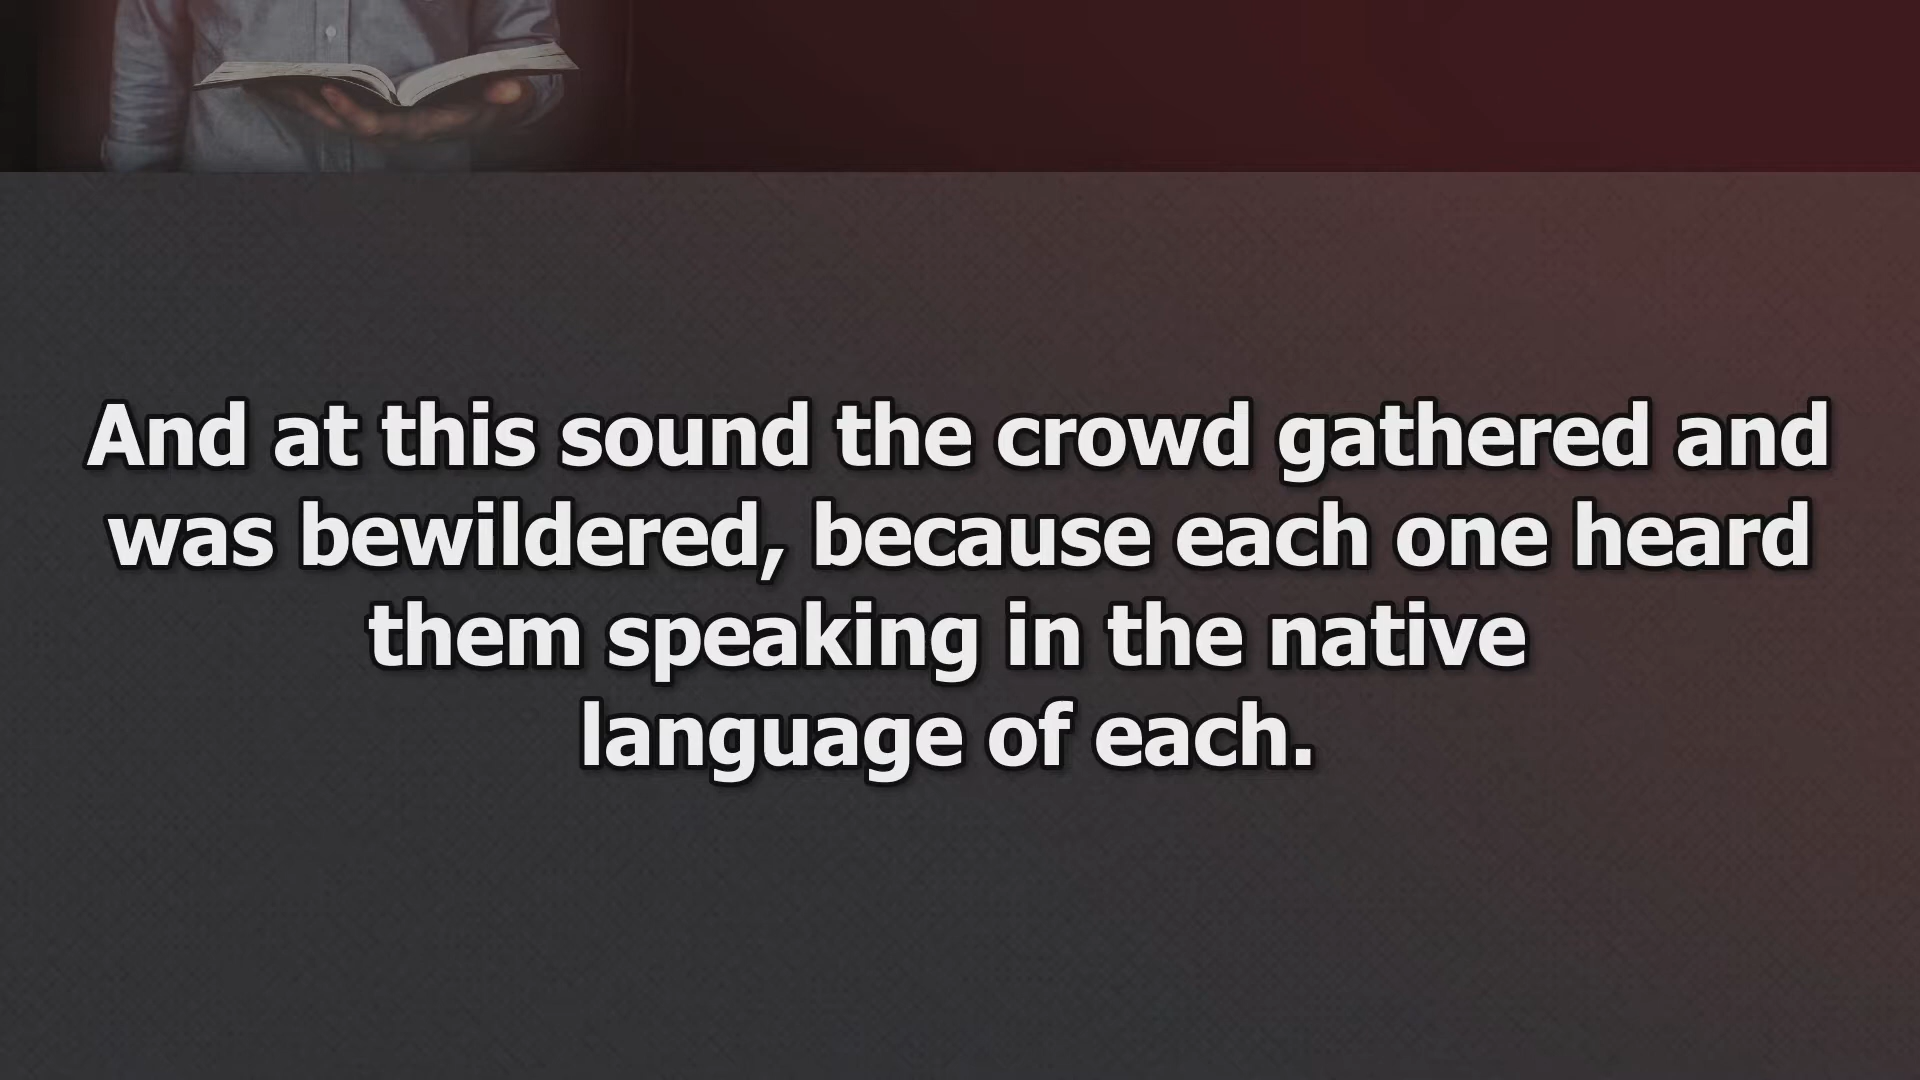 And at this sound the crowd gathered and
was bewildered, because each one heard
them speaking in the native
language of each.